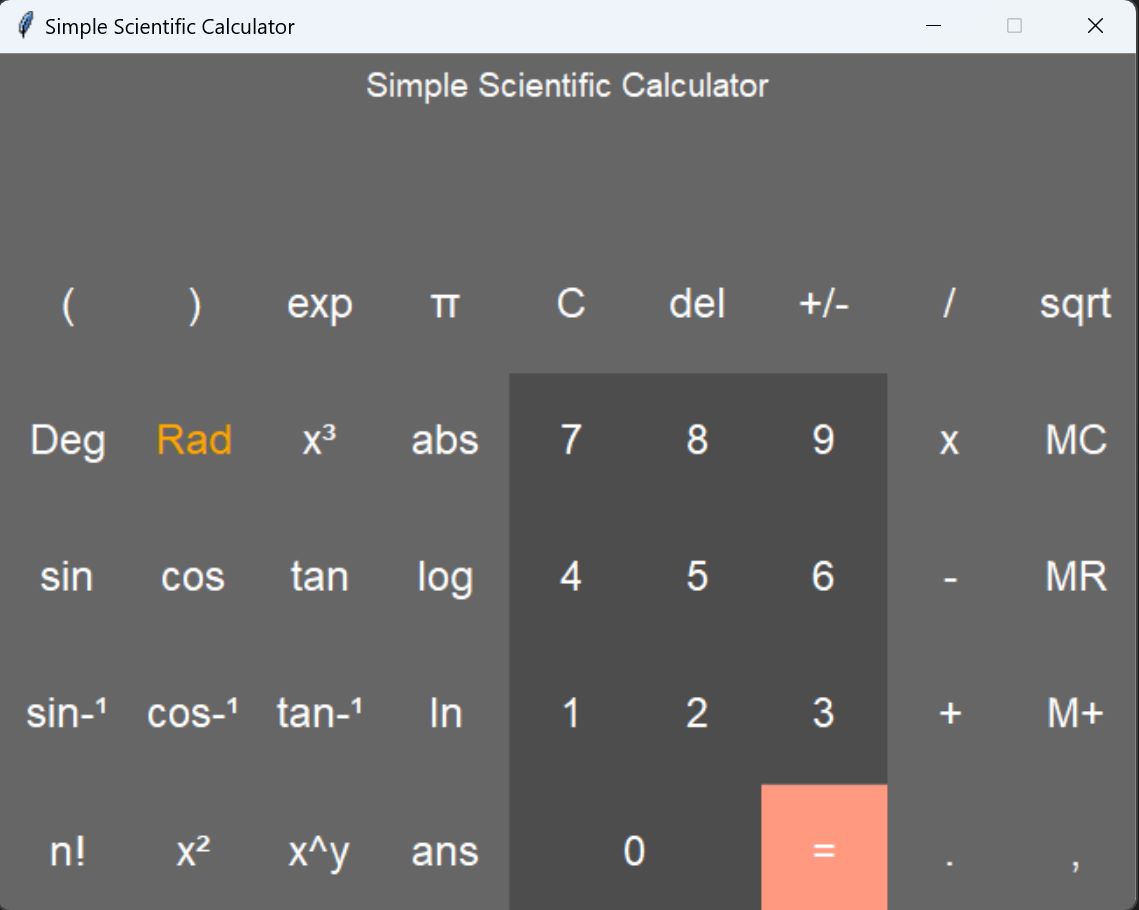 Simple Scientific Calculator
Simple Scientific Calculator
( ) exp π C del +/- / sqrt
Deg Rad x³ abs 7 8 9 x MC
sin cos tan log 4 5 6 - MR
sin-¹ cos-¹ tan-¹ ln 1 2 3 + M+
n! x² x^y ans 0 = . ,